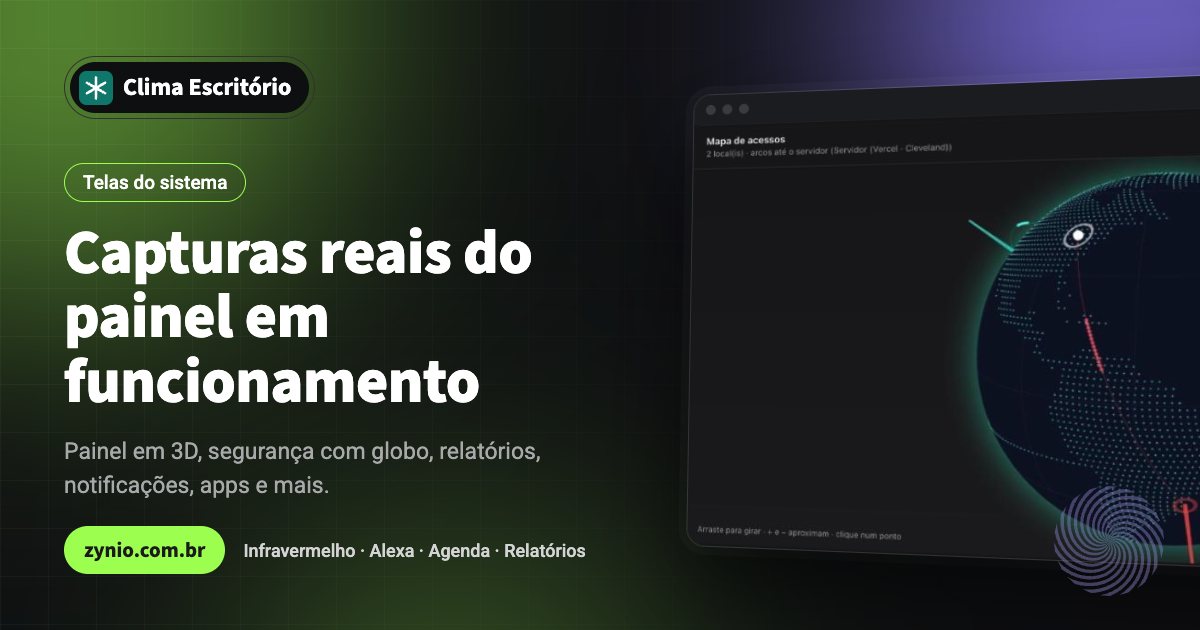 Clima Escritório
Telas do sistema
Capturas reais do
painel em
funcionamento
Painel em 3D, segurança com globo, relatórios,
notificações, apps e mais.
zynio.com.br
Infravermelho · Alexa · Agenda · Relatórios
Mapa de acessos
2 local(is) · arcos até o servidor (Servidor (Vercel · Cleveland))
Arraste para girar · + e − aproximam · clique num ponto